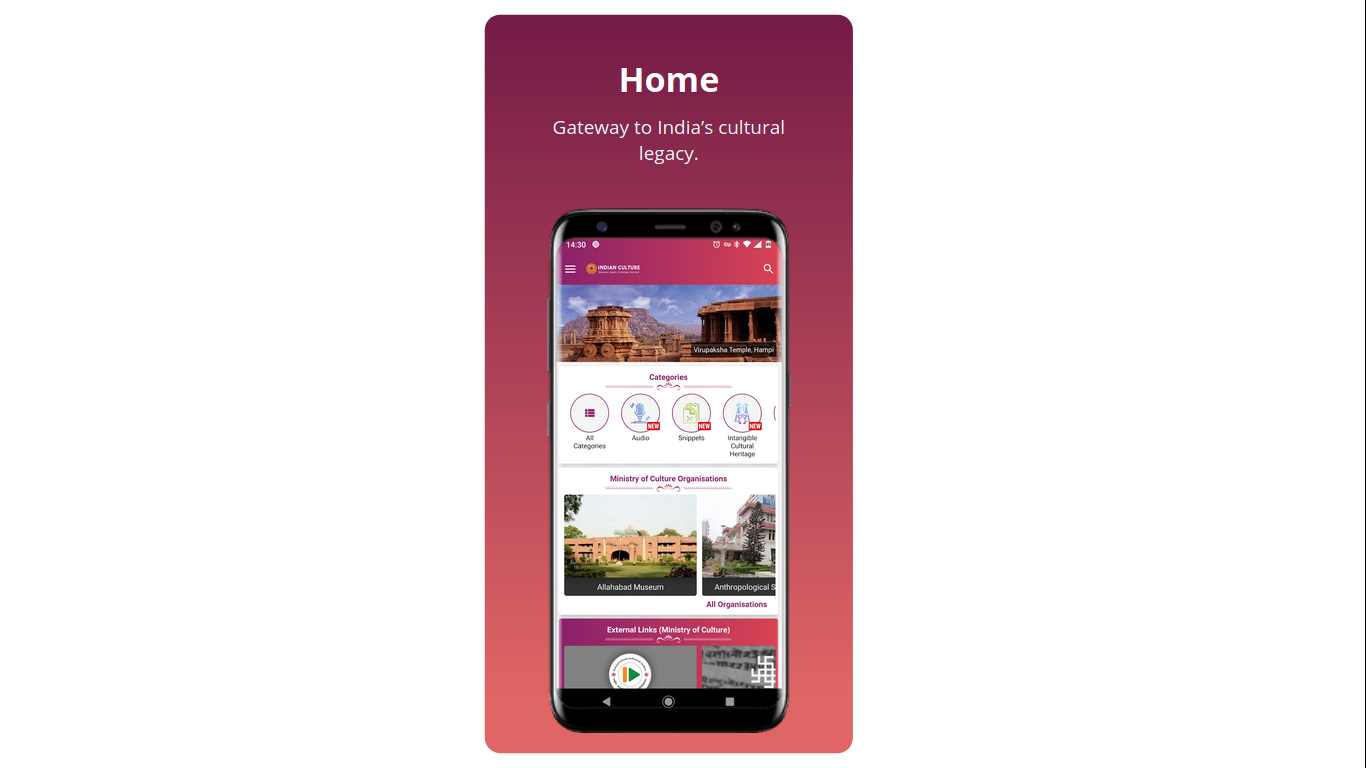 Home
Gateway to India’s cultural
legacy.
14:30
INDIAN CULTURE
Virupaksha Temple, Hampi
Categories
NEW NEW NEW
All
Categories
Audio
Snippets
Intangible
Cultural
Heritage
Ministry of Culture Organisations
Allahabad Museum
Anthropological S
All Organisations
External Links (Ministry of Culture)